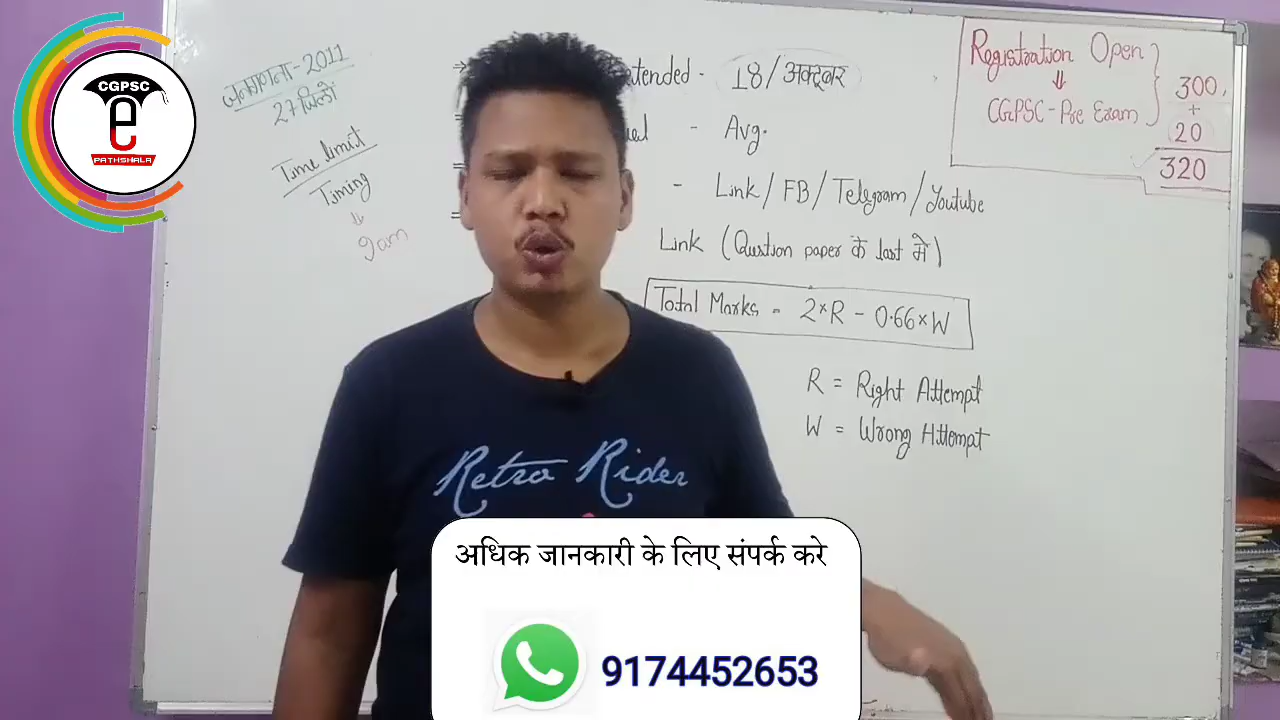 CGPSC
e
PATHSHALA
जनगणना-2011
27 जिलों
Time limit
Timing
⇓
9am
→
tended - 18/अक्टूबर
- Avg.
- Link/FB/Telegram/Youtube
Link (Question paper के last में)
Total Marks = 2×R - 0.66×W
R = Right Attempt
W = Wrong Attempt
Registration Open
⇓
CGPSC-Pre Exam
300,
+
20
320
Retro Rider
अधिक जानकारी के लिए संपर्क करे
9174452653